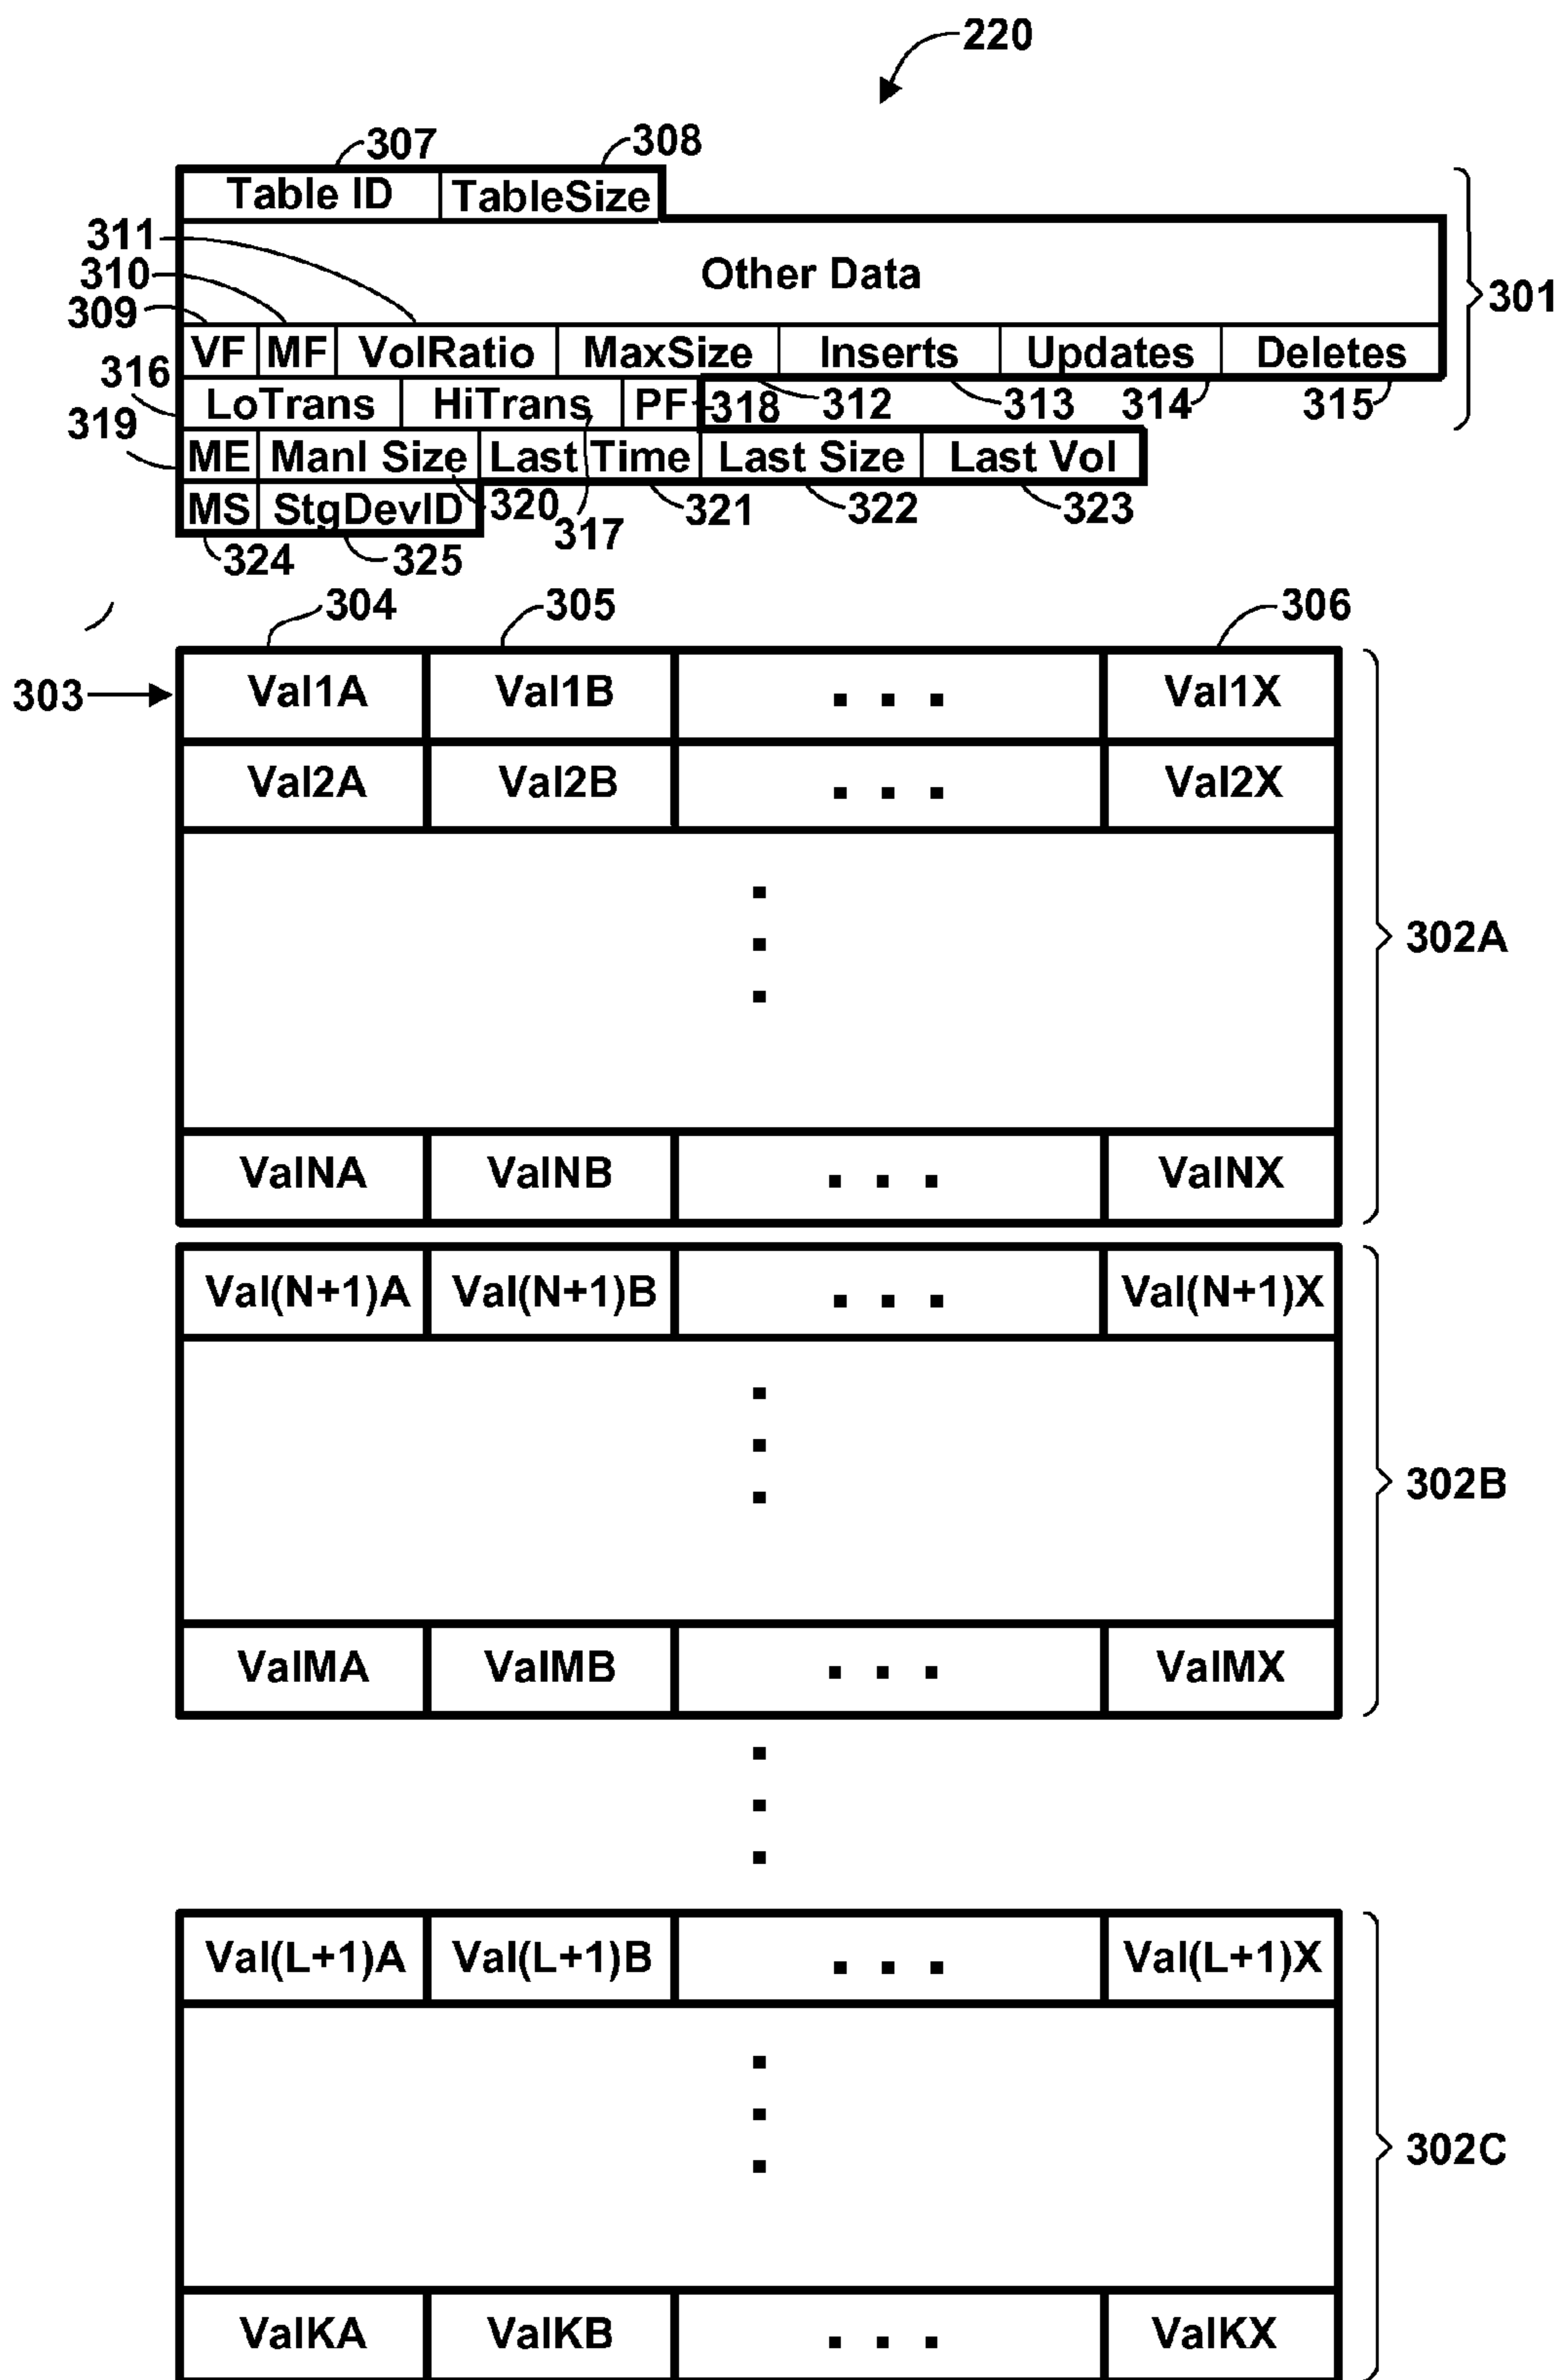 220
307 308
Table ID TableSize
311
310 Other Data 301
309
VF MF VolRatio MaxSize Inserts Updates Deletes
316
LoTrans HiTrans PF 318 312 313 314 315
319
ME Manl Size Last Time Last Size Last Vol
MS StgDevID 320 317 321 322 323
324 325
304 305 306
303 Val1A Val1B . . . Val1X
Val2A Val2B . . . Val2X
.
. 302A
.
ValNA ValNB . . . ValNX
Val(N+1)A Val(N+1)B . . . Val(N+1)X
.
. 302B
.
ValMA ValMB . . . ValMX
.
.
.
Val(L+1)A Val(L+1)B . . . Val(L+1)X
.
. 302C
.
ValKA ValKB . . . ValKX